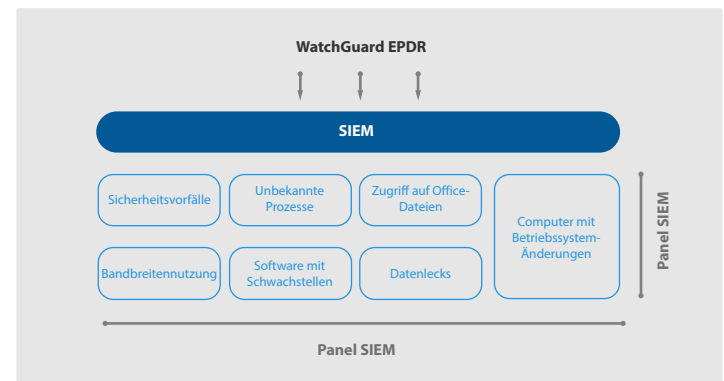 WatchGuard EPDR
SIEM
Sicherheitsvorfälle
Unbekannte
Prozesse
Zugriff auf Office-
Dateien
Computer mit
Betriebssystem-
Änderungen
Bandbreitennutzung
Software mit
Schwachstellen
Datenlecks
Panel SIEM
Panel SIEM